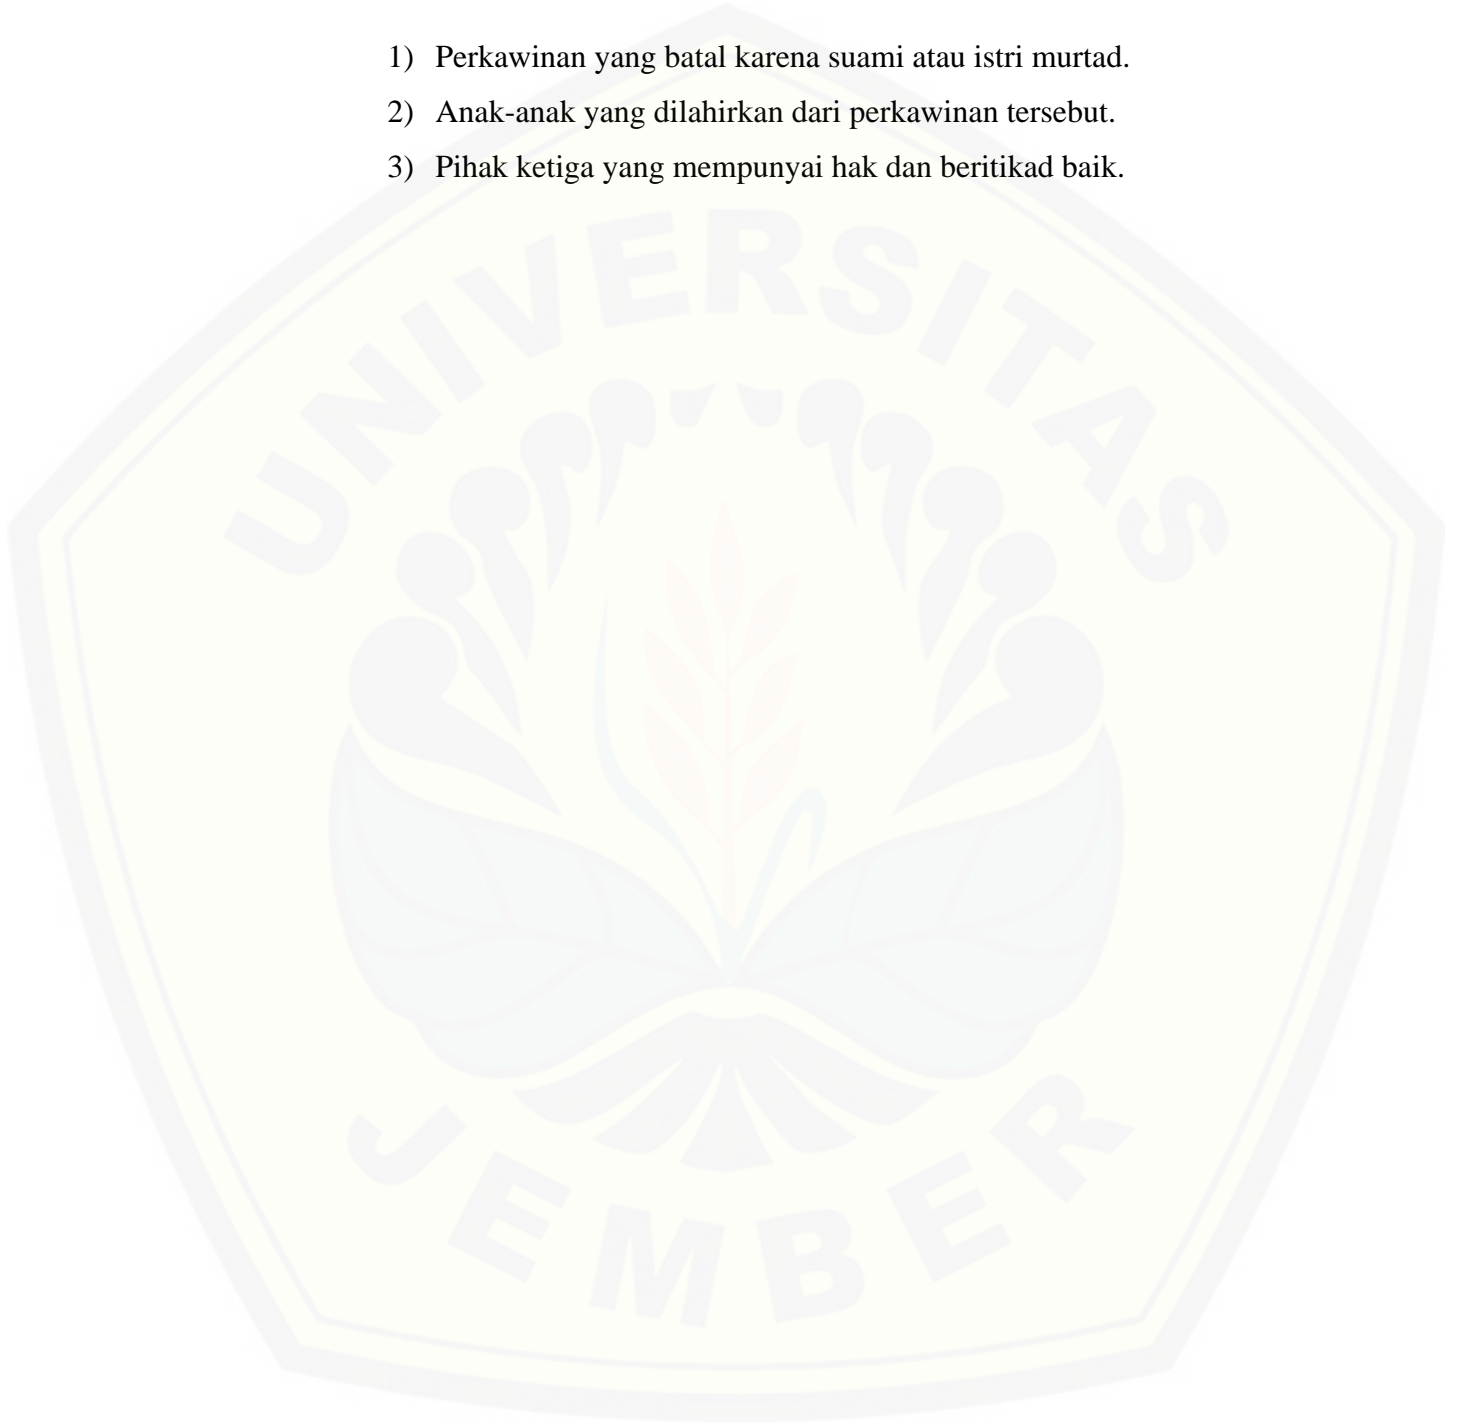 1) Perkawinan yang batal karena suami atau istri murtad.
2) Anak-anak yang dilahirkan dari perkawinan tersebut.
3) Pihak ketiga yang mempunyai hak dan beritikad baik.
UNIVERSITAS
JEMBER